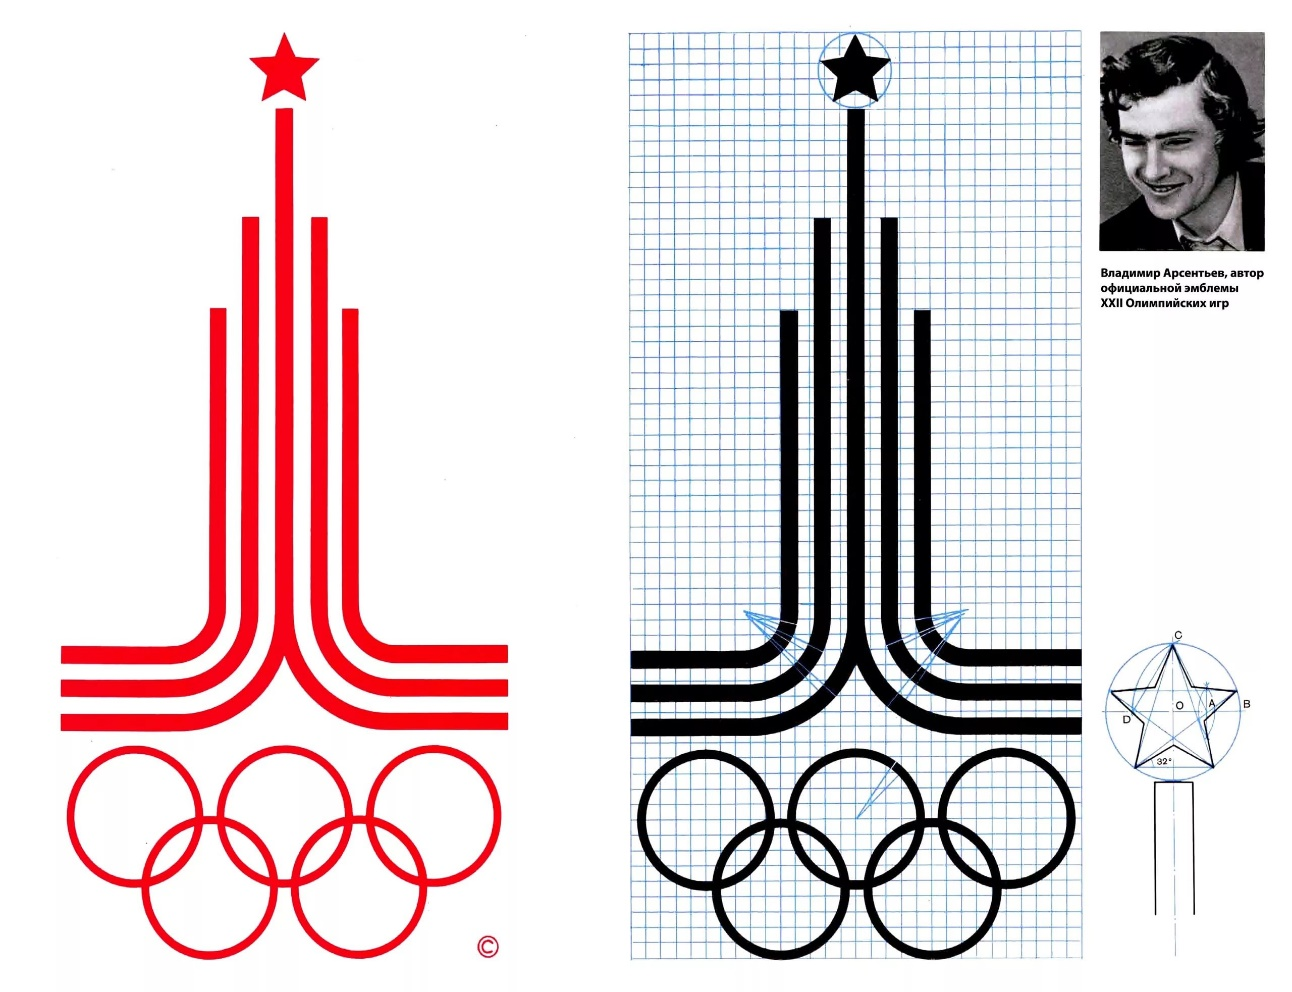 Владимир Арсентьев, автор
официальной эмблемы
XXII Олимпийских игр
C
O
A
B
D
32°
©